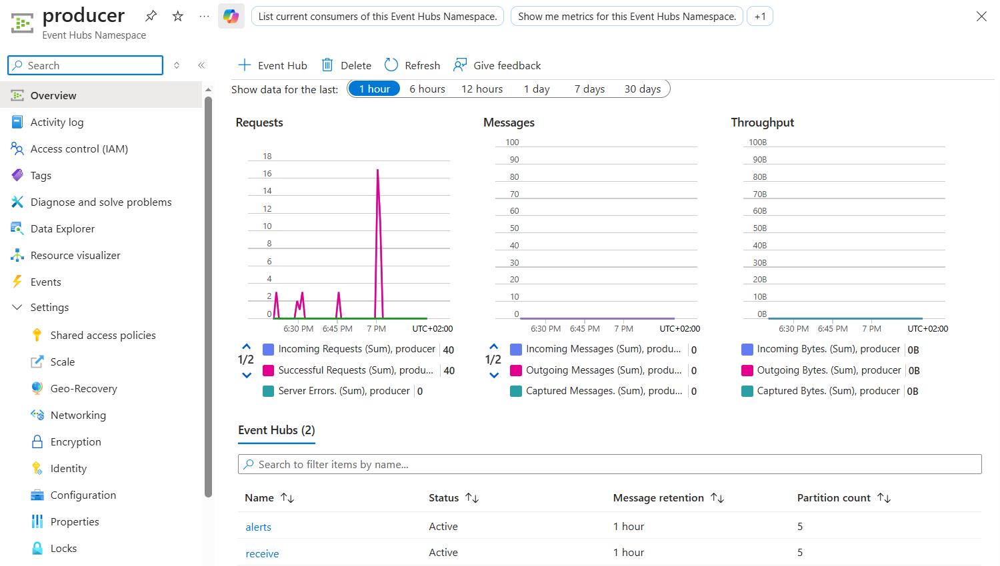 producer
Event Hubs Namespace
List current consumers of this Event Hubs Namespace.
Show me metrics for this Event Hubs Namespace.
+1
Search
Overview
Activity log
Access control (IAM)
Tags
Diagnose and solve problems
Data Explorer
Resource visualizer
Events
Settings
Shared access policies
Scale
Geo-Recovery
Networking
Encryption
Identity
Configuration
Properties
Locks
Event Hub Delete Refresh Give feedback
Show data for the last: 1 hour 6 hours 12 hours 1 day 7 days 30 days
Requests
18
16
14
12
10
8
6
4
2
0
6:30 PM 6:45 PM 7 PM UTC+02:00
1/2
Incoming Requests (Sum), producer 40
Successful Requests (Sum), produ... 40
Server Errors. (Sum), producer 0
Messages
100
90
80
70
60
50
40
30
20
10
0
6:30 PM 6:45 PM 7 PM UTC+02:00
1/2
Incoming Messages (Sum), produ... 0
Outgoing Messages (Sum), produ... 0
Captured Messages. (Sum), produ... 0
Throughput
100B
90B
80B
70B
60B
50B
40B
30B
20B
10B
0B
6:30 PM 6:45 PM 7 PM UTC+02:00
Incoming Bytes. (Sum), producer 0B
Outgoing Bytes. (Sum), producer 0B
Captured Bytes. (Sum), producer 0B
Event Hubs (2)
Search to filter items by name...
Name Status Message retention Partition count
alerts Active 1 hour 5
receive Active 1 hour 5